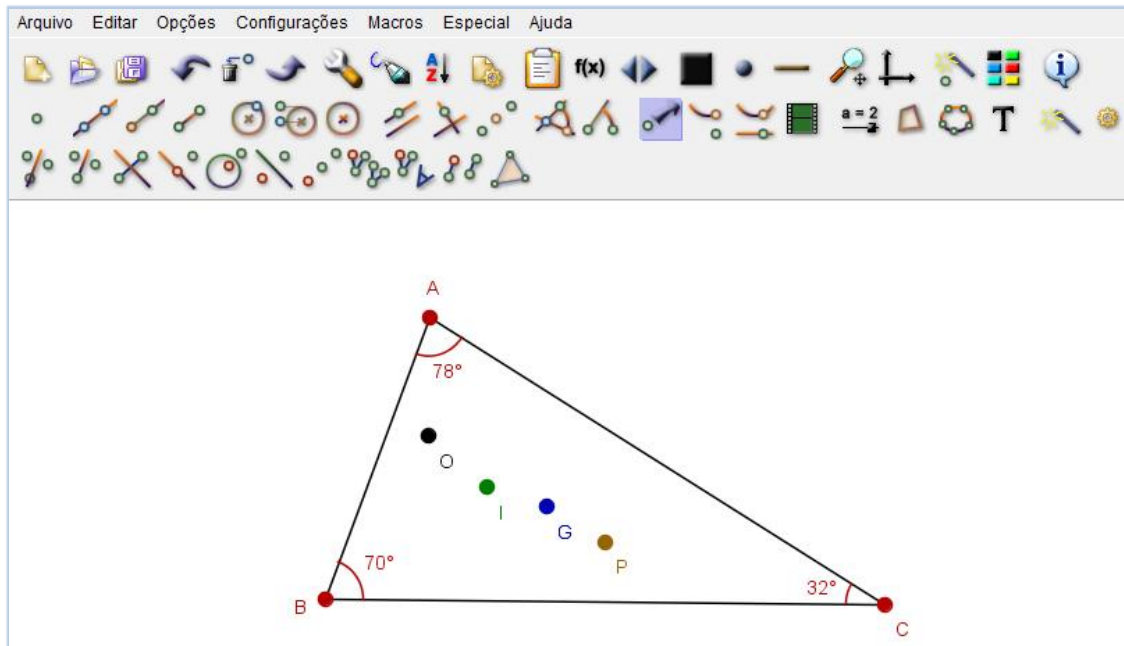 Arquivo Editar Opções Configurações Macros Especial Ajuda
A Z f(x) i
a = 2 T
A
78°
O
I
G
P
70°
32°
B
C